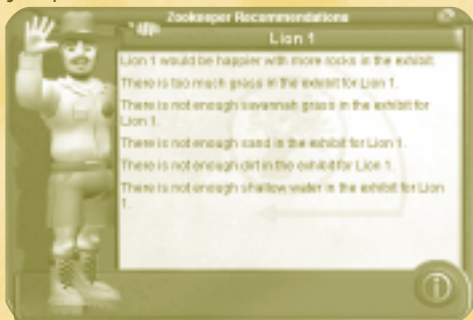 Zookeeper Recommendations
Lion 1
Lion 1 would be happier with more rocks in the exhibit.
There is too much grass in the exhibit for Lion 1.
There is not enough savannah grass in the exhibit for
Lion 1.
There is not enough sand in the exhibit for Lion 1.
There is not enough dirt in the exhibit for Lion 1.
There is not enough shallow water in the exhibit for Lion
1.